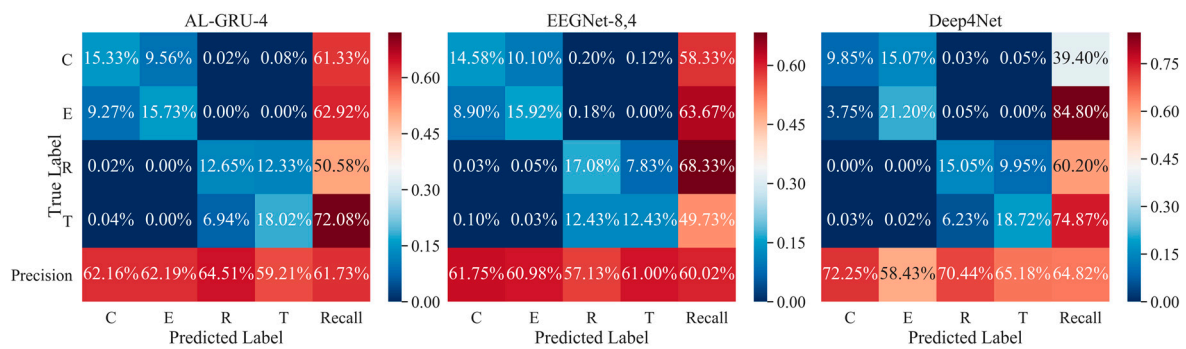 AL-GRU-4 EEGNet-8,4 Deep4Net
C 15.33% 9.56% 0.02% 0.08% 61.33% 0.60 14.58% 10.10% 0.20% 0.12% 58.33% 0.60 9.85% 15.07% 0.03% 0.05% 39.40% 0.75
E 9.27% 15.73% 0.00% 0.00% 62.92% 0.45 8.90% 15.92% 0.18% 0.00% 63.67% 0.45 3.75% 21.20% 0.05% 0.00% 84.80% 0.60
True Label
R 0.02% 0.00% 12.65% 12.33% 50.58% 0.30 0.03% 0.05% 17.08% 7.83% 68.33% 0.30 0.00% 0.00% 15.05% 9.95% 60.20% 0.45
T 0.04% 0.00% 6.94% 18.02% 72.08% 0.15 0.10% 0.03% 12.43% 12.43% 49.73% 0.15 0.03% 0.02% 6.23% 18.72% 74.87% 0.30
Precision 62.16% 62.19% 64.51% 59.21% 61.73% 0.00 61.75% 60.98% 57.13% 61.00% 60.02% 0.00 72.25% 58.43% 70.44% 65.18% 64.82% 0.15
0.00
C E R T Recall C E R T Recall C E R T Recall
Predicted Label Predicted Label Predicted Label